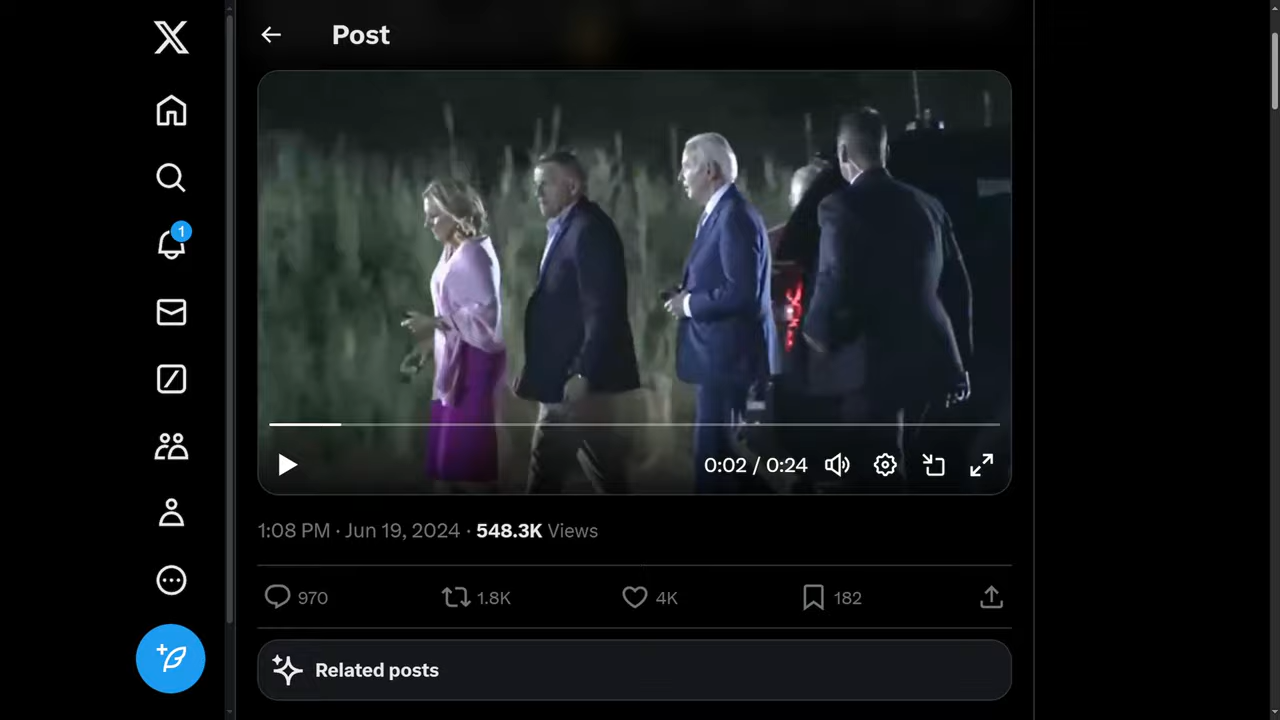 Post
1
0:02 / 0:24
1:08 PM · Jun 19, 2024 · 548.3K Views
970 1.8K 4K 182
Related posts